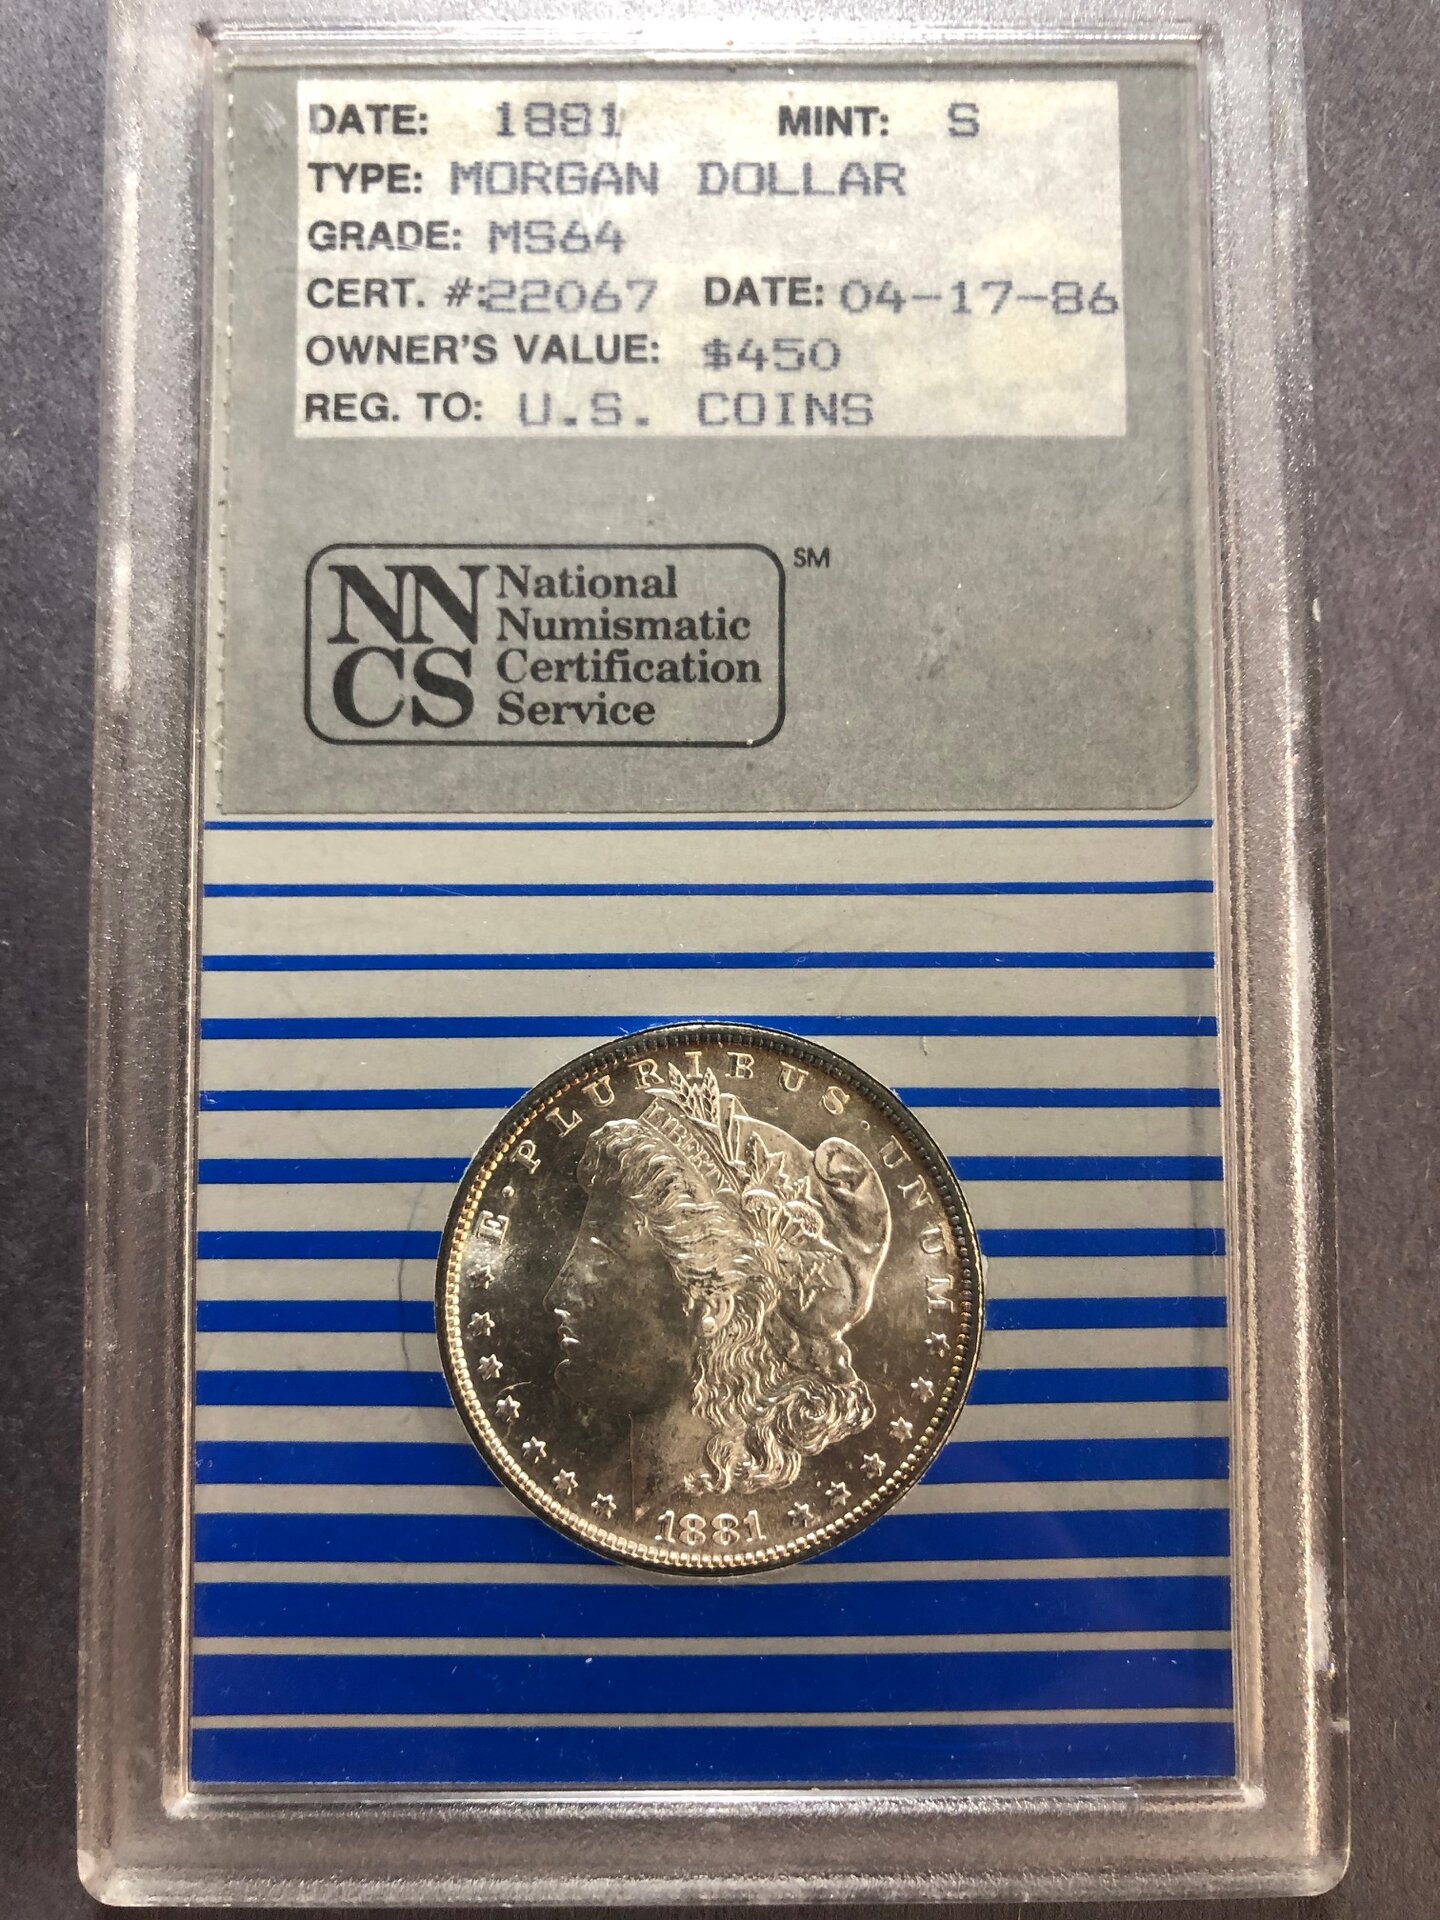 DATE: 1881 MINT: S
TYPE: MORGAN DOLLAR
GRADE: MS64
CERT. #:22067 DATE: 04-17-86
OWNER'S VALUE: $450
REG. TO: U.S. COINS
NN National
Numismatic
CS Certification
Service SM
E · PLURIBUS · UNUM
LIBERTY
1881